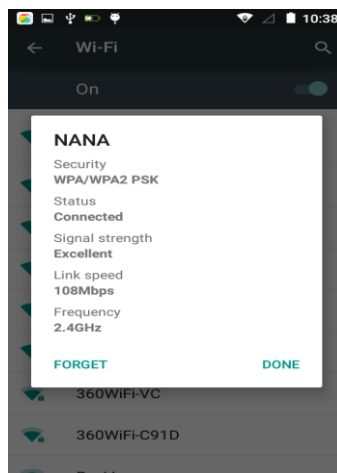 10:38
Wi-Fi
On
NANA
Security
WPA/WPA2 PSK
Status
Connected
Signal strength
Excellent
Link speed
108Mbps
Frequency
2.4GHz
FORGET DONE
360WiFi-VC
360WiFi-C91D